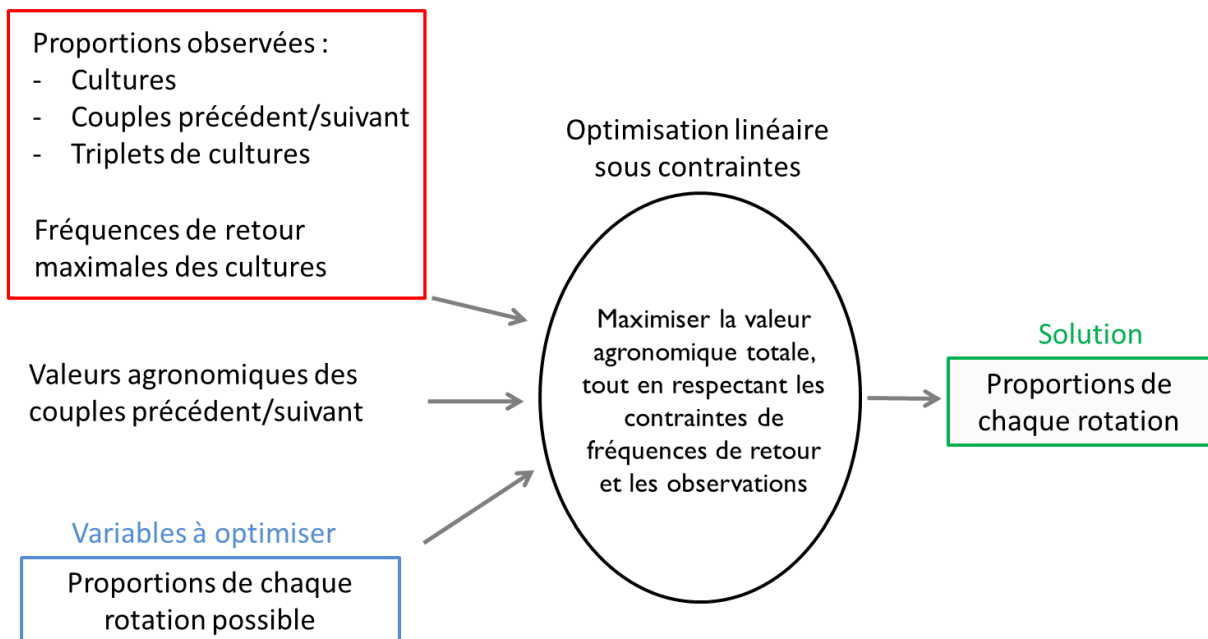 Proportions observées :
- Cultures
- Couples précédent/suivant
- Triplets de cultures
Fréquences de retour
maximales des cultures
Valeurs agronomiques des
couples précédent/suivant
Variables à optimiser
Proportions de chaque
rotation possible
Optimisation linéaire
sous contraintes
Maximiser la valeur
agronomique totale,
tout en respectant les
contraintes de
fréquences de retour
et les observations
Solution
Proportions de
chaque rotation